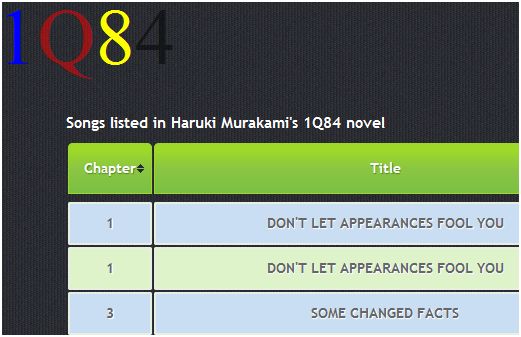 1Q84
Songs listed in Haruki Murakami's 1Q84 novel
Chapter Title
1 DON'T LET APPEARANCES FOOL YOU
1 DON'T LET APPEARANCES FOOL YOU
3 SOME CHANGED FACTS